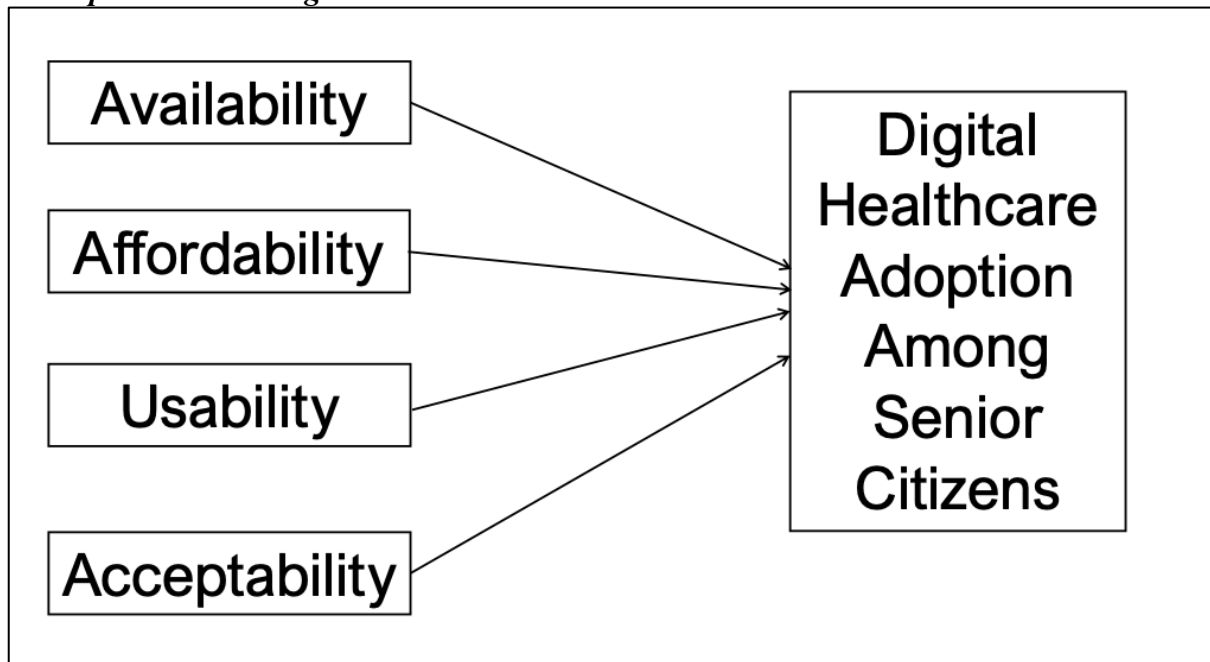 Availability
Affordability
Usability
Acceptability
Digital
Healthcare
Adoption
Among
Senior
Citizens